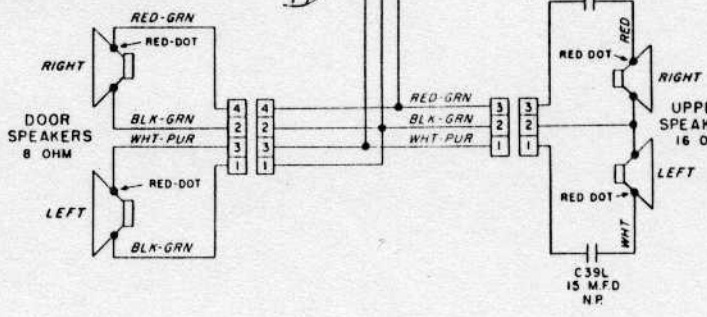 RED-GRN
RED-DOT
RIGHT
DOOR
SPEAKERS
8 OHM
BLK-GRN
WHT-PUR
RED-DOT
LEFT
BLK-GRN
4 4
2 2
3 3
1 1
RED-GRN
BLK-GRN
WHT-PUR
3 3
2 2
1 1
RED
RED DOT
RIGHT
UPPE
SPEAK
16 O
LEFT
RED DOT
WHT
C39L
15 M.F.D
N.P.